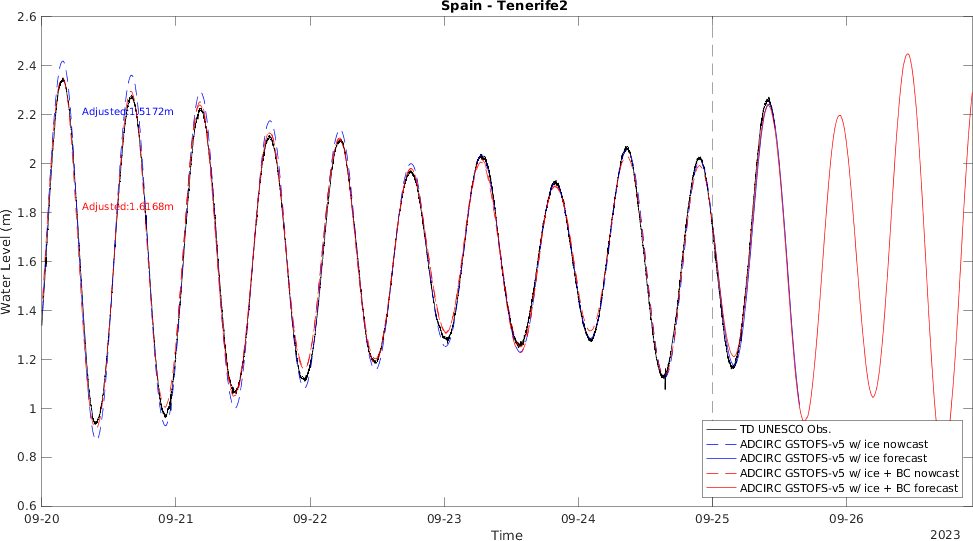 Spain - Tenerife2
2.6
2.4
2.2
2
1.8
1.6
1.4
1.2
1
0.8
0.6
Water Level (m)
Adjusted:1.5172m
Adjusted:1.6168m
TD UNESCO Obs.
ADCIRC GSTOFS-v5 w/ ice nowcast
ADCIRC GSTOFS-v5 w/ ice forecast
ADCIRC GSTOFS-v5 w/ ice + BC nowcast
ADCIRC GSTOFS-v5 w/ ice + BC forecast
09-20 09-21 09-22 09-23 09-24 09-25 09-26
Time
2023